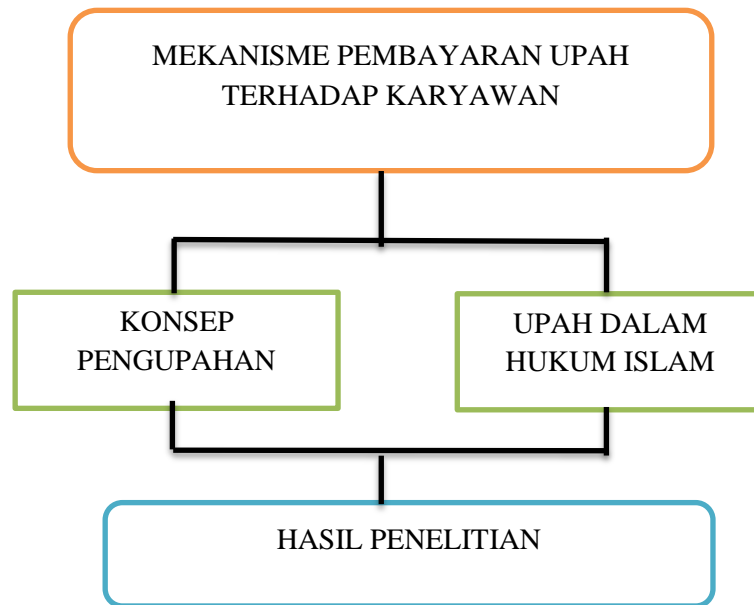 MEKANISME PEMBAYARAN UPAH
TERHADAP KARYAWAN
KONSEP
PENGUPAHAN
UPAH DALAM
HUKUM ISLAM
HASIL PENELITIAN